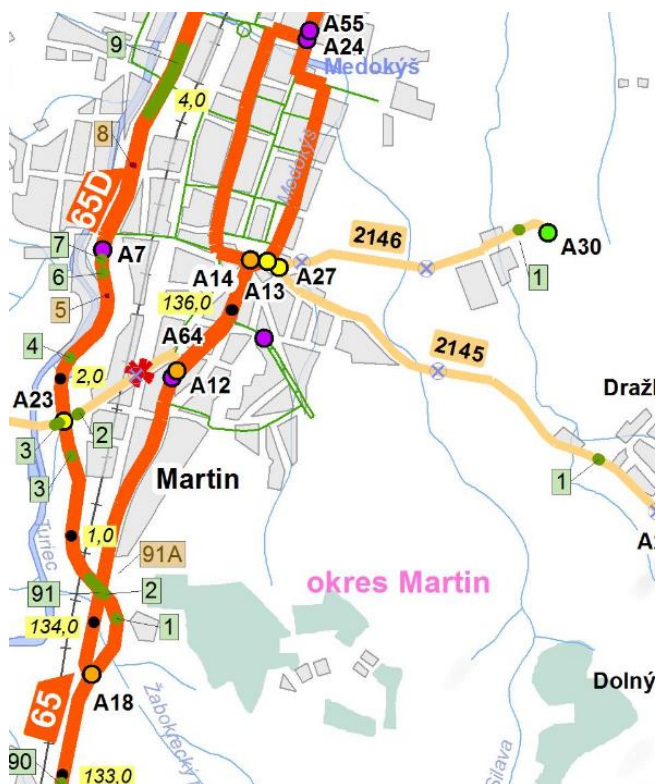 A55
A24
9
Medokýš
4,0
8
Medokýš
65D
2146
7
A7
A30
6
A14
A27
1
A13
5
136,0
A64
4
2145
2,0
A12
A23
2
3
3
Martin
1
Turiec
1,0
91A
okres Martin
91
2
1
134,0
65
A18
Dolný
Žabokrecký
Silava
90
133,0